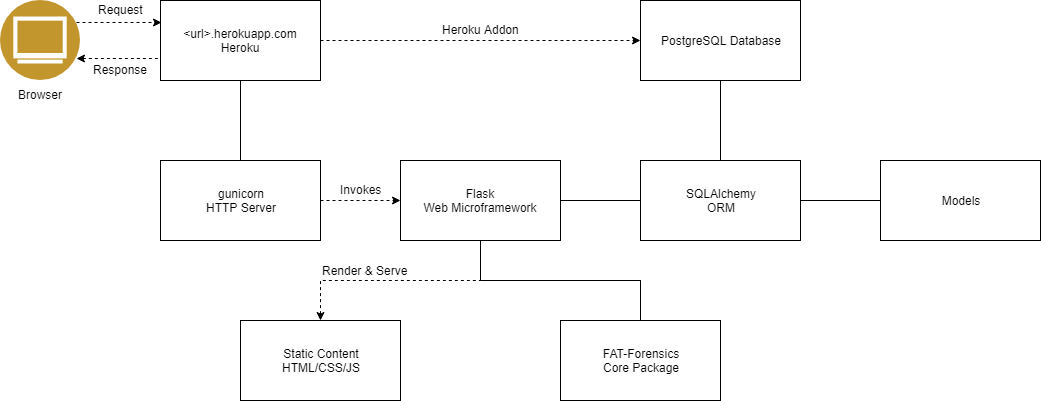 Request
<url>.herokuapp.com
Heroku
Heroku Addon
PostgreSQL Database
Response
Browser
gunicorn
HTTP Server
Invokes
Flask
Web Microframework
SQLAlchemy
ORM
Models
Render & Serve
Static Content
HTML/CSS/JS
FAT-Forensics
Core Package